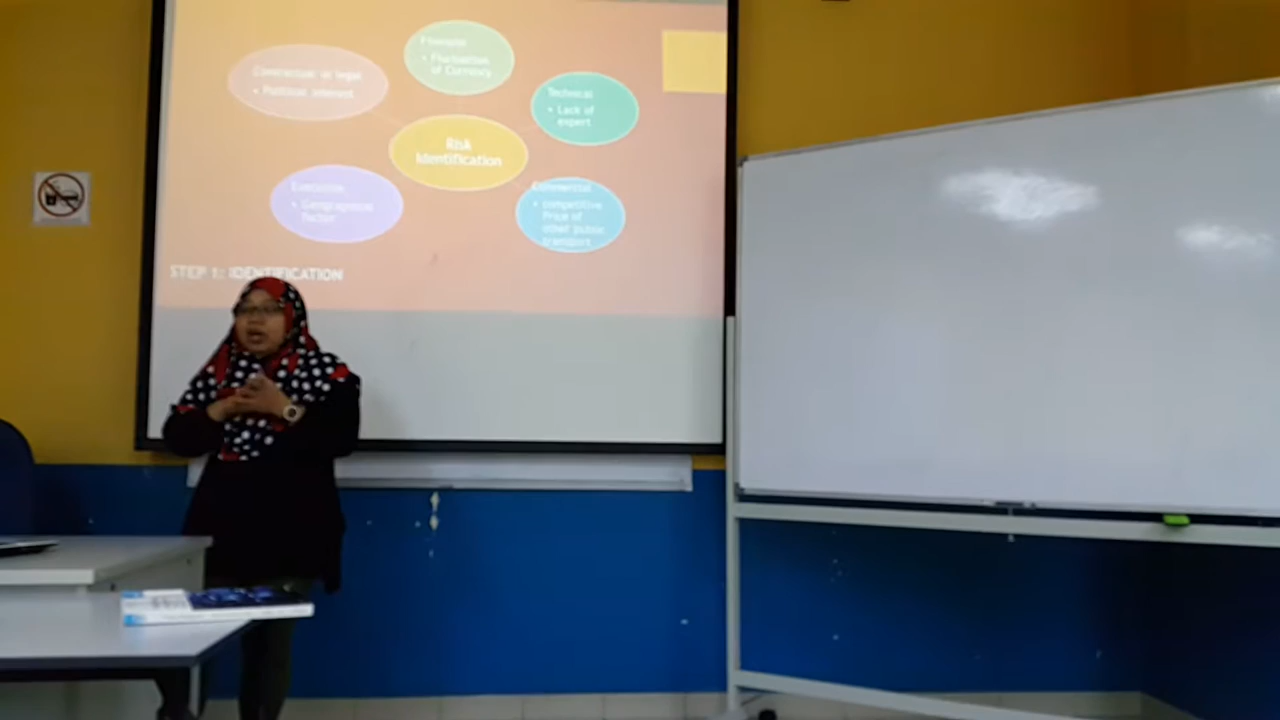 Financial
• Fluctuation
of Currency
Contractual or legal
• Political interest
Technical
• Lack of
expert
Risk
Identification
• Geographical
factor
Commercial
• competitive
Price of
other public
transport
STEP 1: IDENTIFICATION